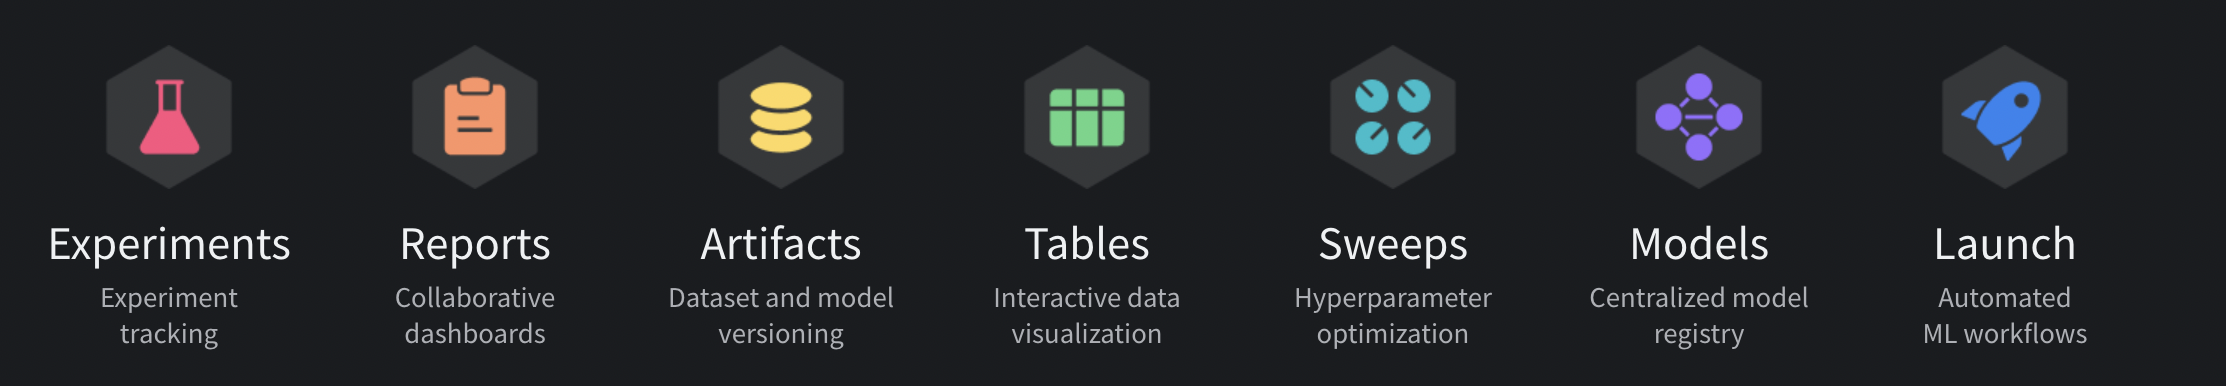 Experiments
Experiment
tracking
Reports
Collaborative
dashboards
Artifacts
Dataset and model
versioning
Tables
Interactive data
visualization
Sweeps
Hyperparameter
optimization
Models
Centralized model
registry
Launch
Automated
ML workflows